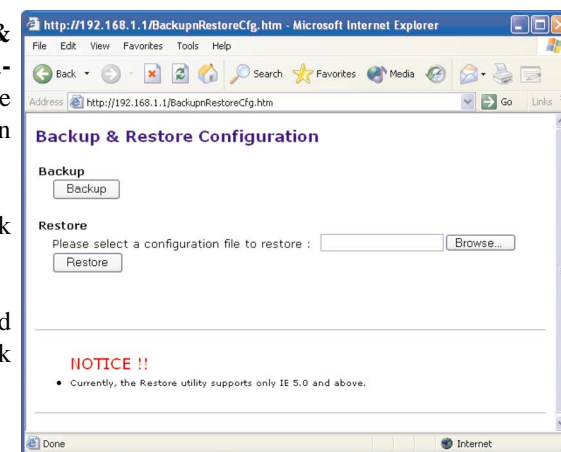 &
-
e
n
k
d
k
http://192.168.1.1/BackupnRestoreCfg.htm - Microsoft Internet Explorer
File Edit View Favorites Tools Help
Back Search Favorites Media
Address http://192.168.1.1/BackupnRestoreCfg.htm Go Links
Backup & Restore Configuration
Backup
Backup
Restore
Please select a configuration file to restore : Browse...
Restore
NOTICE !!
• Currently, the Restore utility supports only IE 5.0 and above.
Done Internet